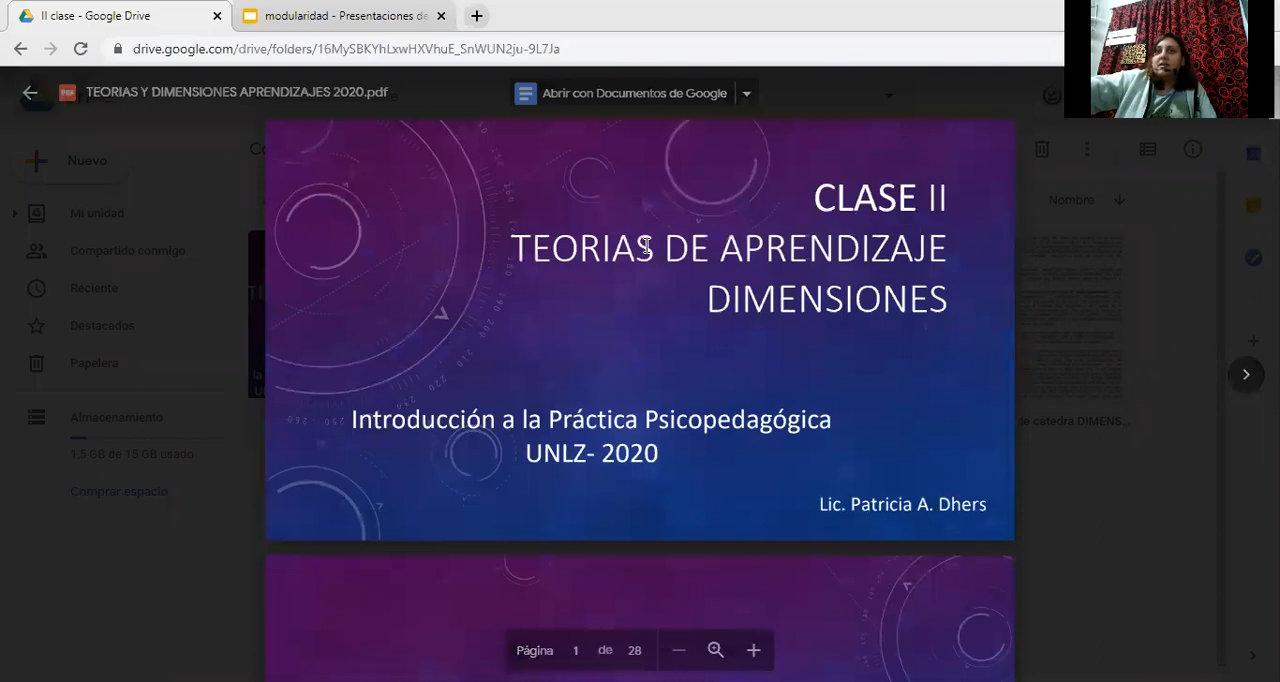 II clase - Google Drive
modularidad - Presentaciones de
drive.google.com/drive/folders/16MySBKYhLxwHXVhuE_SnWUN2ju-9L7Ja
TEORIAS Y DIMENSIONES APRENDIZAJES 2020.pdf
Abrir con Documentos de Google
Nuevo
Nombre
Mi unidad
Compartido conmigo
Reciente
Destacados
Papelera
Almacenamiento
1,5 GB de 15 GB usado
Comprar espacio
CLASE II
TEORIAS DE APRENDIZAJE
DIMENSIONES
Introducción a la Práctica Psicopedagógica
UNLZ- 2020
Lic. Patricia A. Dhers
de cátedra DIMENS...
Página 1 de 28